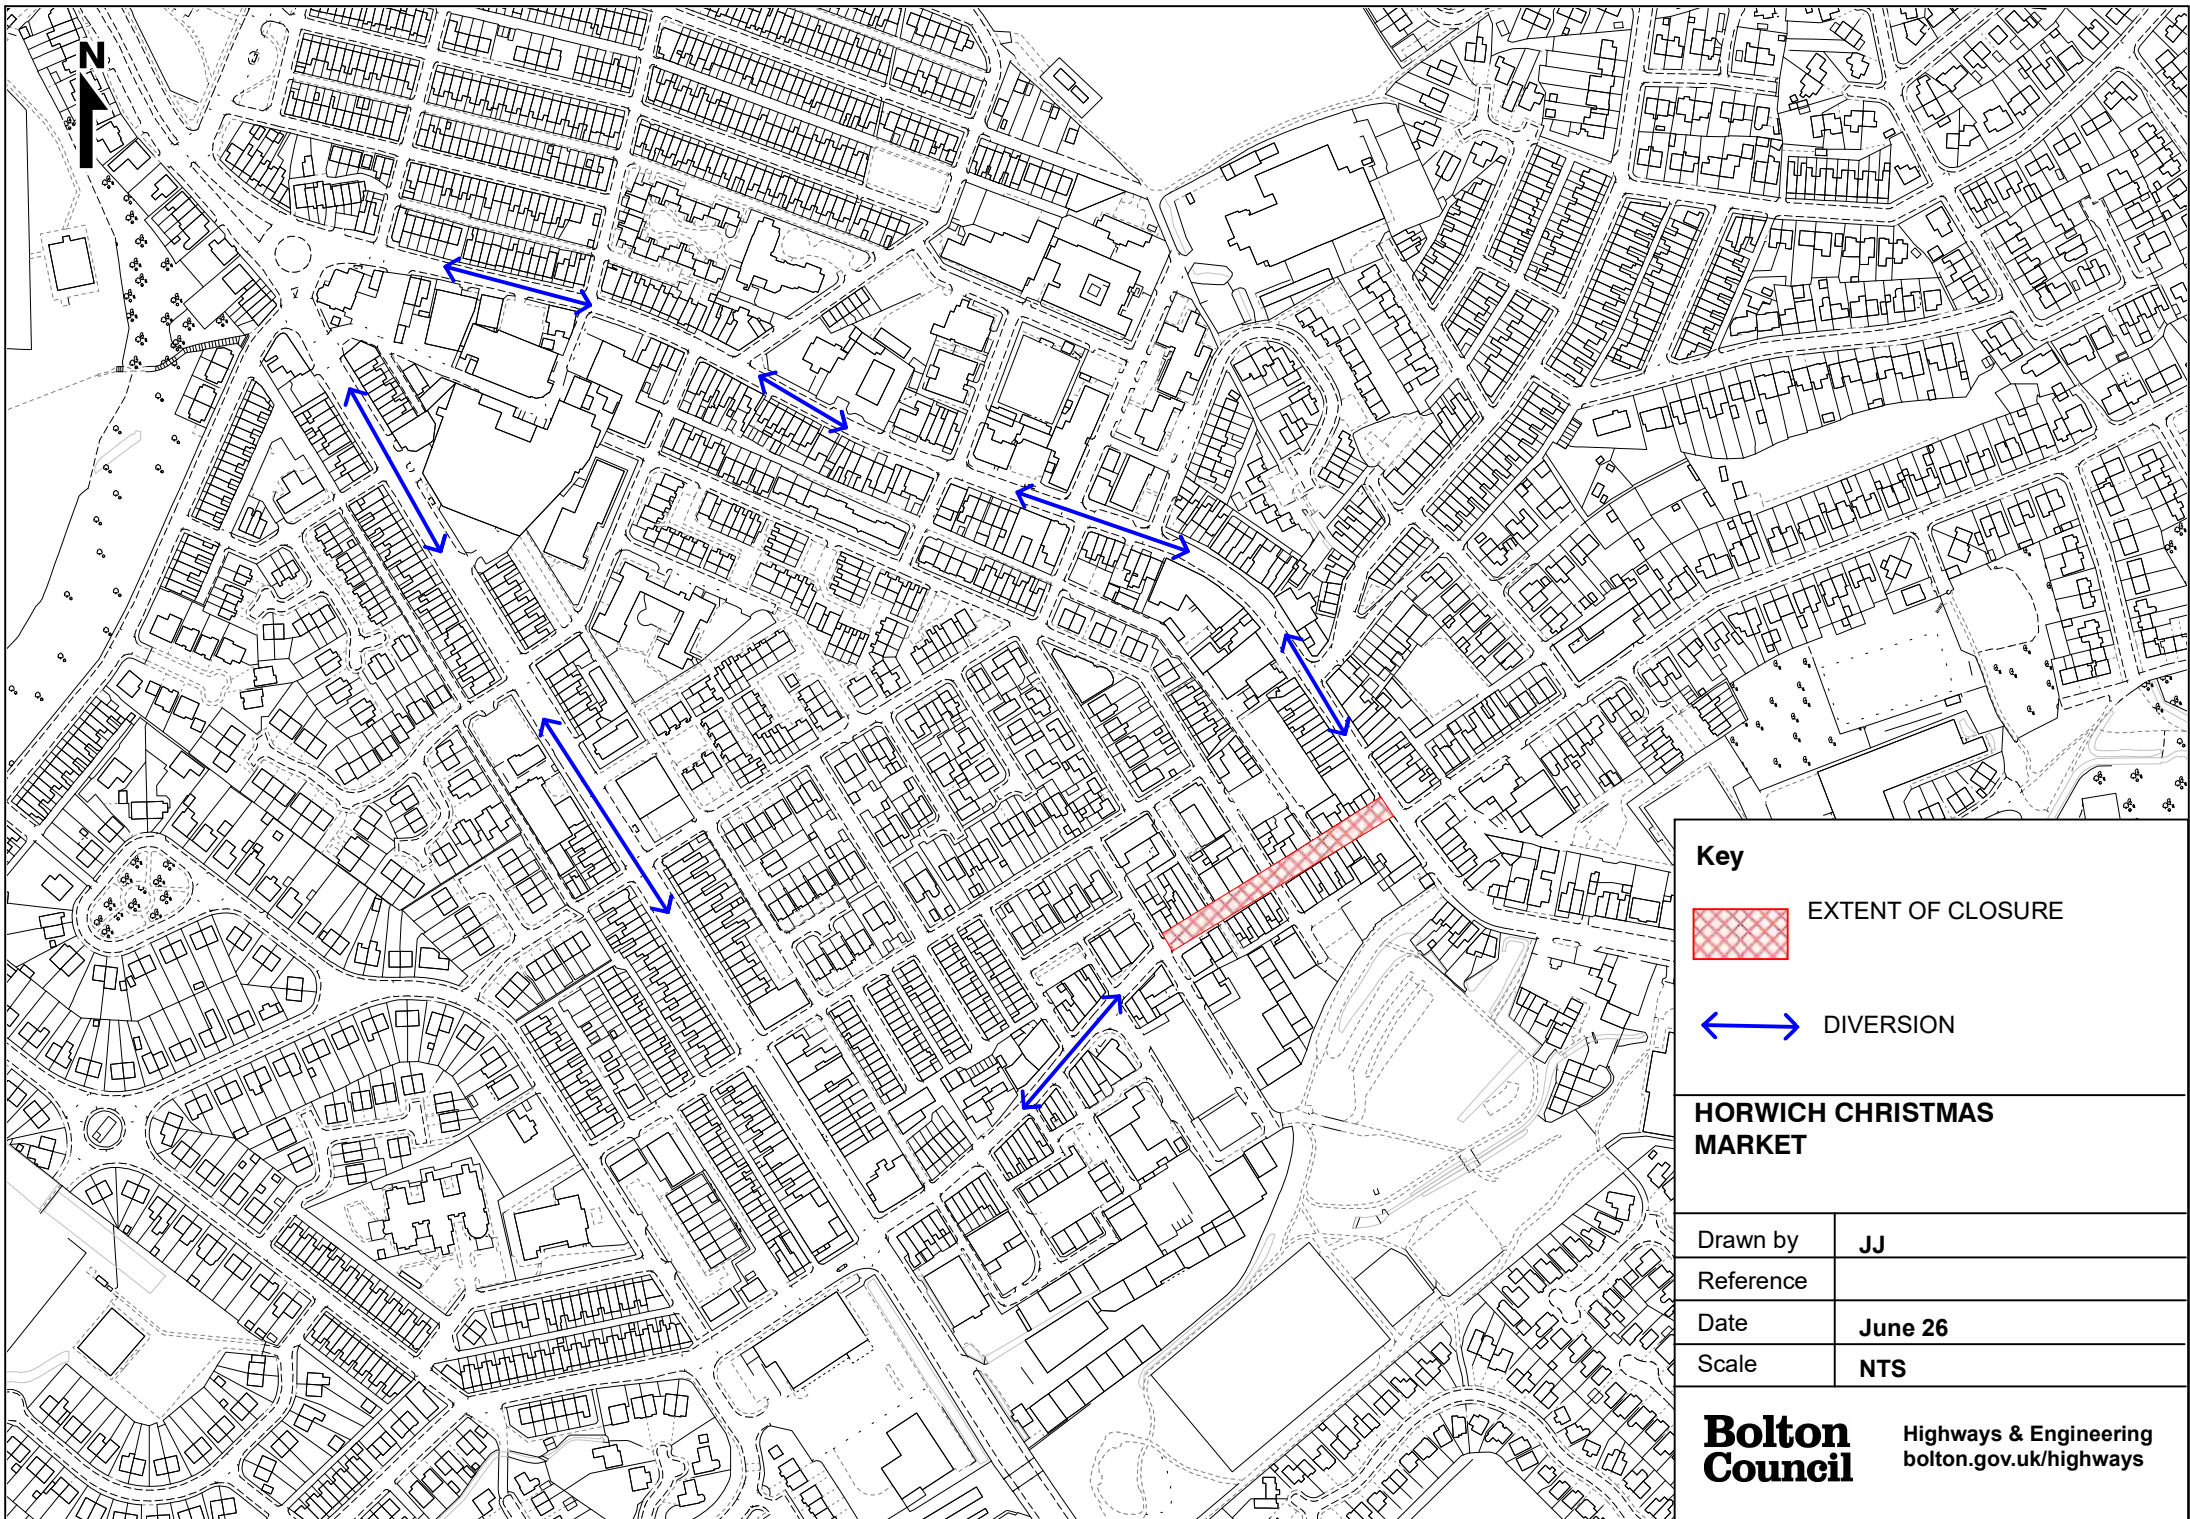 N
Key
EXTENT OF CLOSURE
DIVERSION
HORWICH CHRISTMAS
MARKET
Drawn by JJ
Reference
Date June 26
Scale NTS
Bolton
Council
Highways & Engineering
bolton.gov.uk/highways